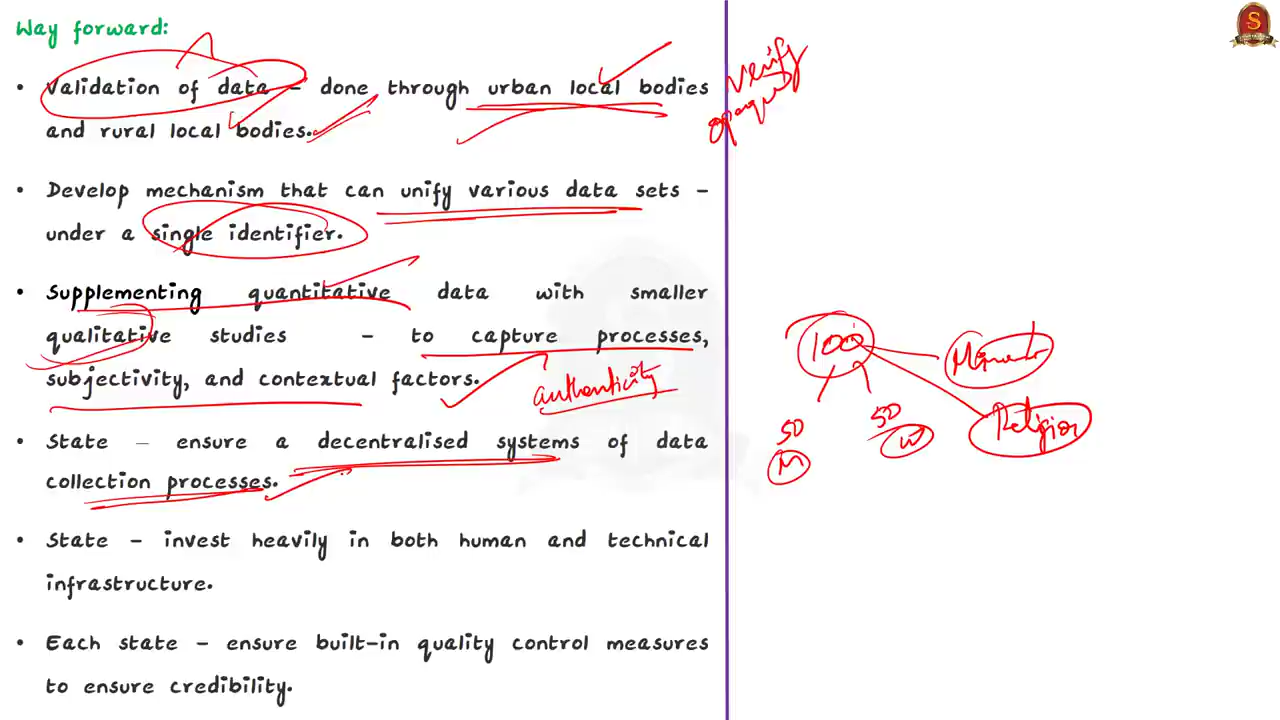 Way forward:
• Validation of data – done through urban local bodies
and rural local bodies.
verify
opaquely
• Develop mechanism that can unify various data sets –
under a single identifier.
• Supplementing quantitative data with smaller
qualitative studies – to capture processes,
subjectivity, and contextual factors.
authenticity
• State – ensure a decentralised systems of data
collection processes.
• State – invest heavily in both human and technical
infrastructure.
• Each state – ensure built-in quality control measures
to ensure credibility.
100
Religion
50
50
M
W
S